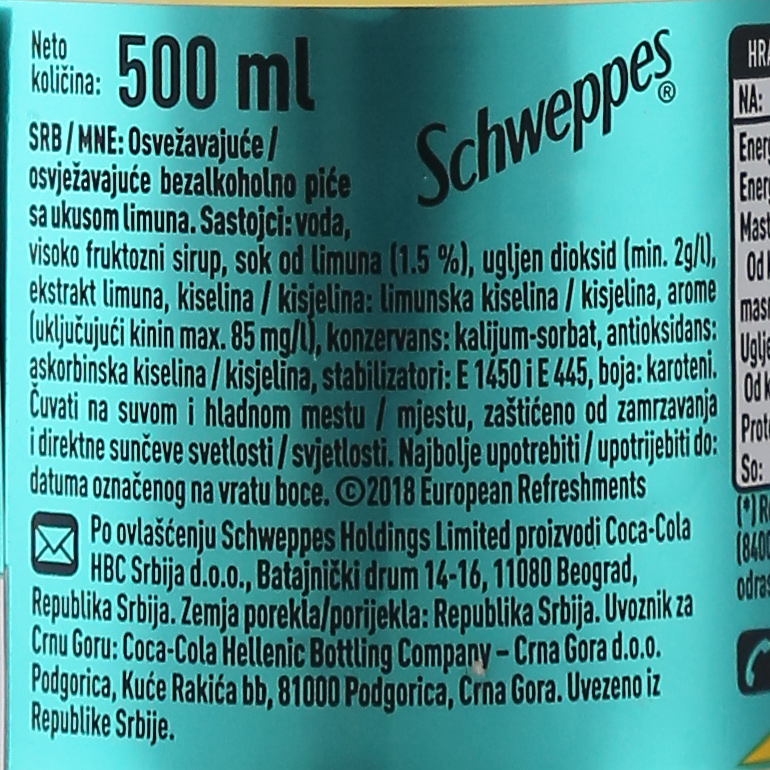 Neto
količina: 500 ml
Schweppes®
SRB / MNE: Osvežavajuće /
osvježavajuće bezalkoholno piće
sa ukusom limuna. Sastojci: voda,
visoko fruktozni sirup, sok od limuna (1.5 %), ugljen dioksid (min. 2g/l),
ekstrakt limuna, kiselina / kisjelina: limunska kiselina / kisjelina, arome
(uključujući kinin max. 85 mg/l), konzervans: kalijum-sorbat, antioksidans:
askorbinska kiselina / kisjelina, stabilizatori: E 1450 i E 445, boja: karoteni.
Čuvati na suvom i hladnom mestu / mjestu, zaštićeno od zamrzavanja
i direktne sunčeve svetlosti / svjetlosti. Najbolje upotrebiti / upotrijebiti do:
datuma označenog na vratu boce. ©2018 European Refreshments
Po ovlašćenju Schweppes Holdings Limited proizvodi Coca-Cola
HBC Srbija d.o.o., Batajnički drum 14-16, 11080 Beograd,
Republika Srbija. Zemja porekla/porijekla: Republika Srbija. Uvoznik za
Crnu Goru: Coca-Cola Hellenic Bottling Company – Crna Gora d.o.o.
Podgorica, Kuće Rakića bb, 81000 Podgorica, Crna Gora. Uvezeno iz
Republike Srbije.
NA:
Od
Od
So:
(840